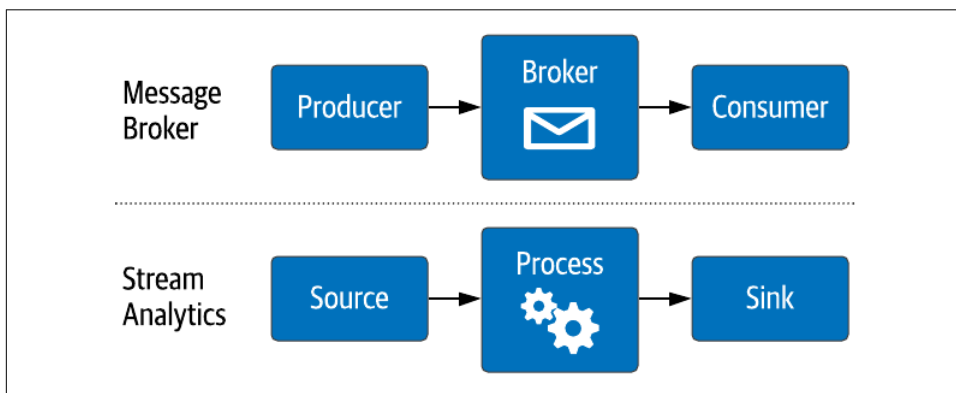 Message
Broker
Producer
Broker
Consumer
Stream
Analytics
Source
Process
Sink